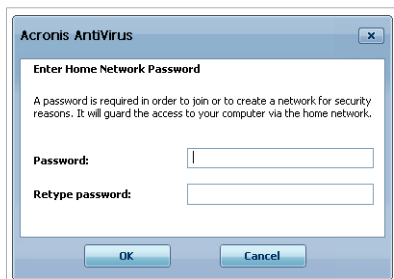 Acronis AntiVirus
Enter Home Network Password
A password is required in order to join or to create a network for security
reasons. It will guard the access to your computer via the home network.
Password:
Retype password:
OK
Cancel